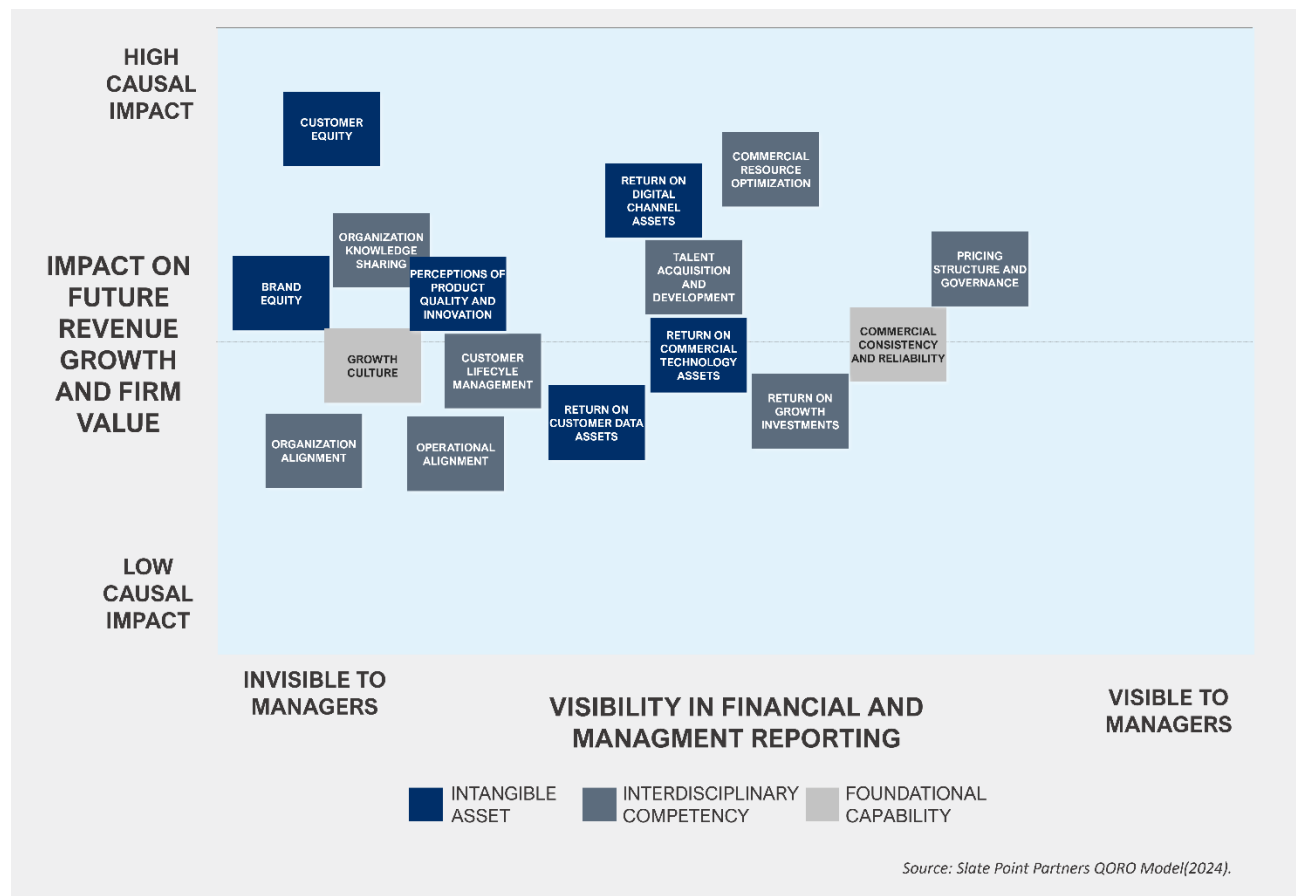 HIGH
CAUSAL
IMPACT
CUSTOMER
EQUITY
COMMERCIAL
RESOURCE
OPTIMIZATION
RETURN ON
DIGITAL
CHANNEL
ASSETS
ORGANIZATION
KNOWLEDGE
SHARING
TALENT
ACQUISITION
AND
DEVELOPMENT
PRICING
STRUCTURE AND
GOVERNANCE
IMPACT ON
FUTURE
REVENUE
GROWTH
AND FIRM
VALUE
BRAND
EQUITY
PERCEPTIONS OF
PRODUCT
QUALITY AND
INNOVATION
GROWTH
CULTURE
CUSTOMER
LIFECYLE
MANAGEMENT
RETURN ON
COMMERCIAL
TECHNOLOGY
ASSETS
COMMERCIAL
CONSISTENCY
AND RELIABILITY
RETURN ON
CUSTOMER DATA
ASSETS
RETURN ON
GROWTH
INVESTMENTS
ORGANIZATION
ALIGNMENT
OPERATIONAL
ALIGNMENT
LOW
CAUSAL
IMPACT
INVISIBLE TO
MANAGERS
VISIBILITY IN FINANCIAL AND
MANAGMENT REPORTING
VISIBLE TO
MANAGERS
INTANGIBLE
ASSET
INTERDISCIPLINARY
COMPETENCY
FOUNDATIONAL
CAPABILITY
Source: Slate Point Partners QORO Model(2024).